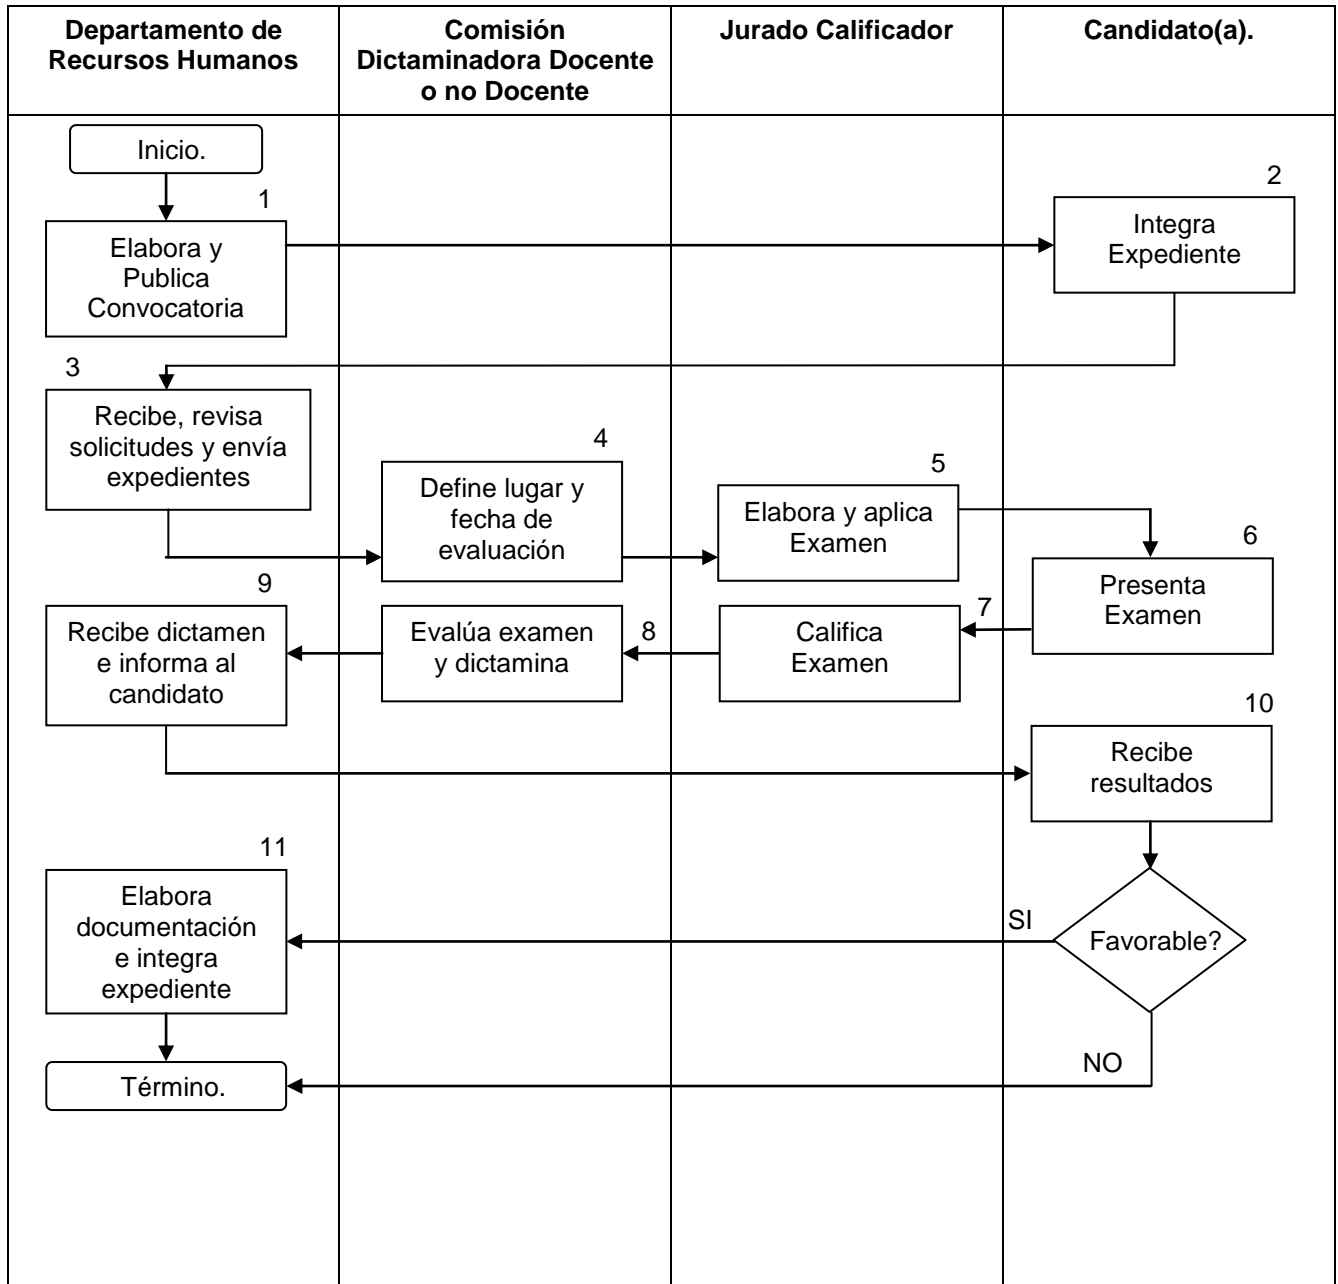 Departamento de
Recursos Humanos
Comisión
Dictaminadora Docente
o no Docente
Jurado Calificador
Candidato(a).
Inicio.
1
Elabora y
Publica
Convocatoria
2
Integra
Expediente
3
Recibe, revisa
solicitudes y envía
expedientes
4
Define lugar y
fecha de
evaluación
5
Elabora y aplica
Examen
6
Presenta
Examen
7
Califica
Examen
8
Evalúa examen
y dictamina
9
Recibe dictamen
e informa al
candidato
10
Recibe
resultados
Favorable?
SI
NO
11
Elabora
documentación
e integra
expediente
Término.